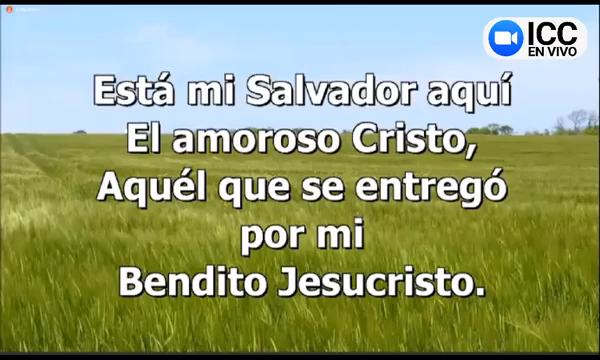 ICC
EN VIVO
Está mi Salvador aquí
El amoroso Cristo,
Aquél que se entregó
por mi
Bendito Jesucristo.